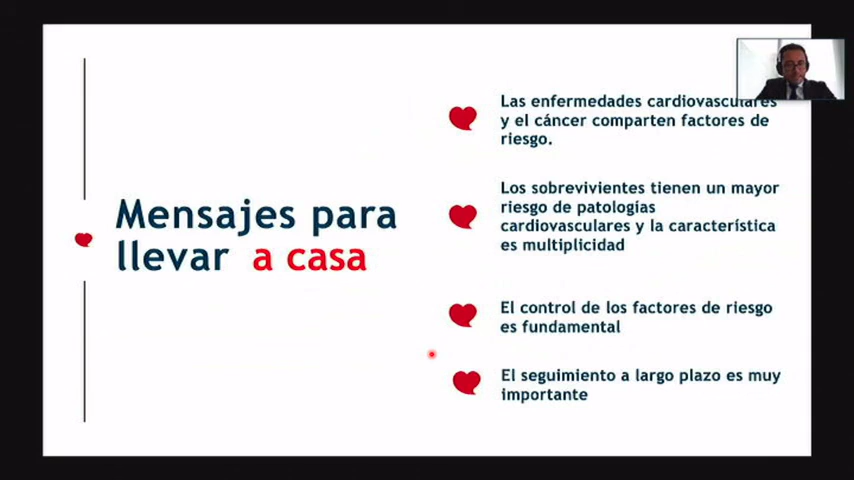 Mensajes para
llevar a casa
Las enfermedades cardiovasculares
y el cáncer comparten factores de
riesgo.
Los sobrevivientes tienen un mayor
riesgo de patologías
cardiovasculares y la característica
es multiplicidad
El control de los factores de riesgo
es fundamental
El seguimiento a largo plazo es muy
importante